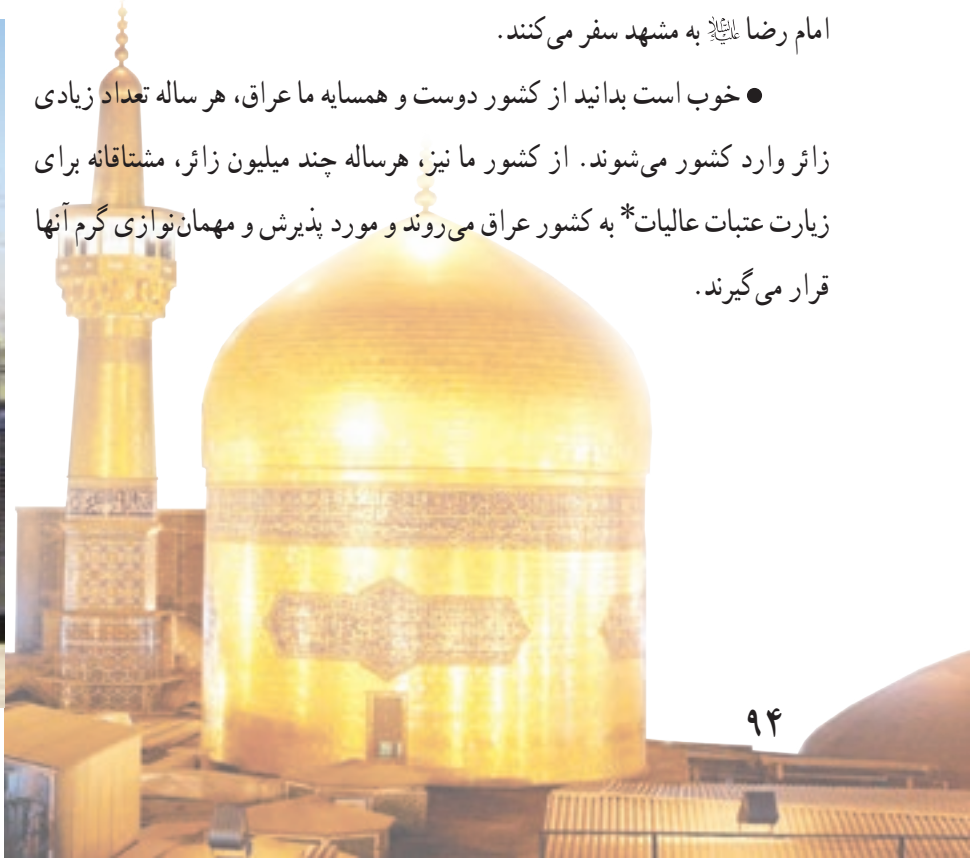 امام رضا علیه‌السلام به مشهد سفر می‌کنند.
● خوب است بدانید از کشور دوست و همسایه ما عراق، هر ساله تعداد زیادی
زائر وارد کشور می‌شوند. از کشور ما نیز، هرساله چند میلیون زائر، مشتاقانه برای
زیارت عتبات عالیات* به کشور عراق می‌روند و مورد پذیرش و مهمان‌نوازی گرم آنها
قرار می‌گیرند.
۹۴